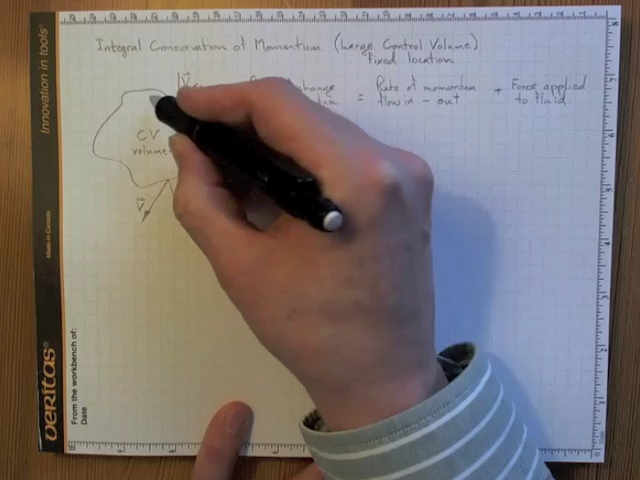 Integral Conservation of Momentum (Large Control Volume)
fixed location
change = Rate of momentum flow in - out + Force applied to fluid
CV
volume
V
V
Innovation in tools
Made in Canada
veritas
From the workbench of:
Date